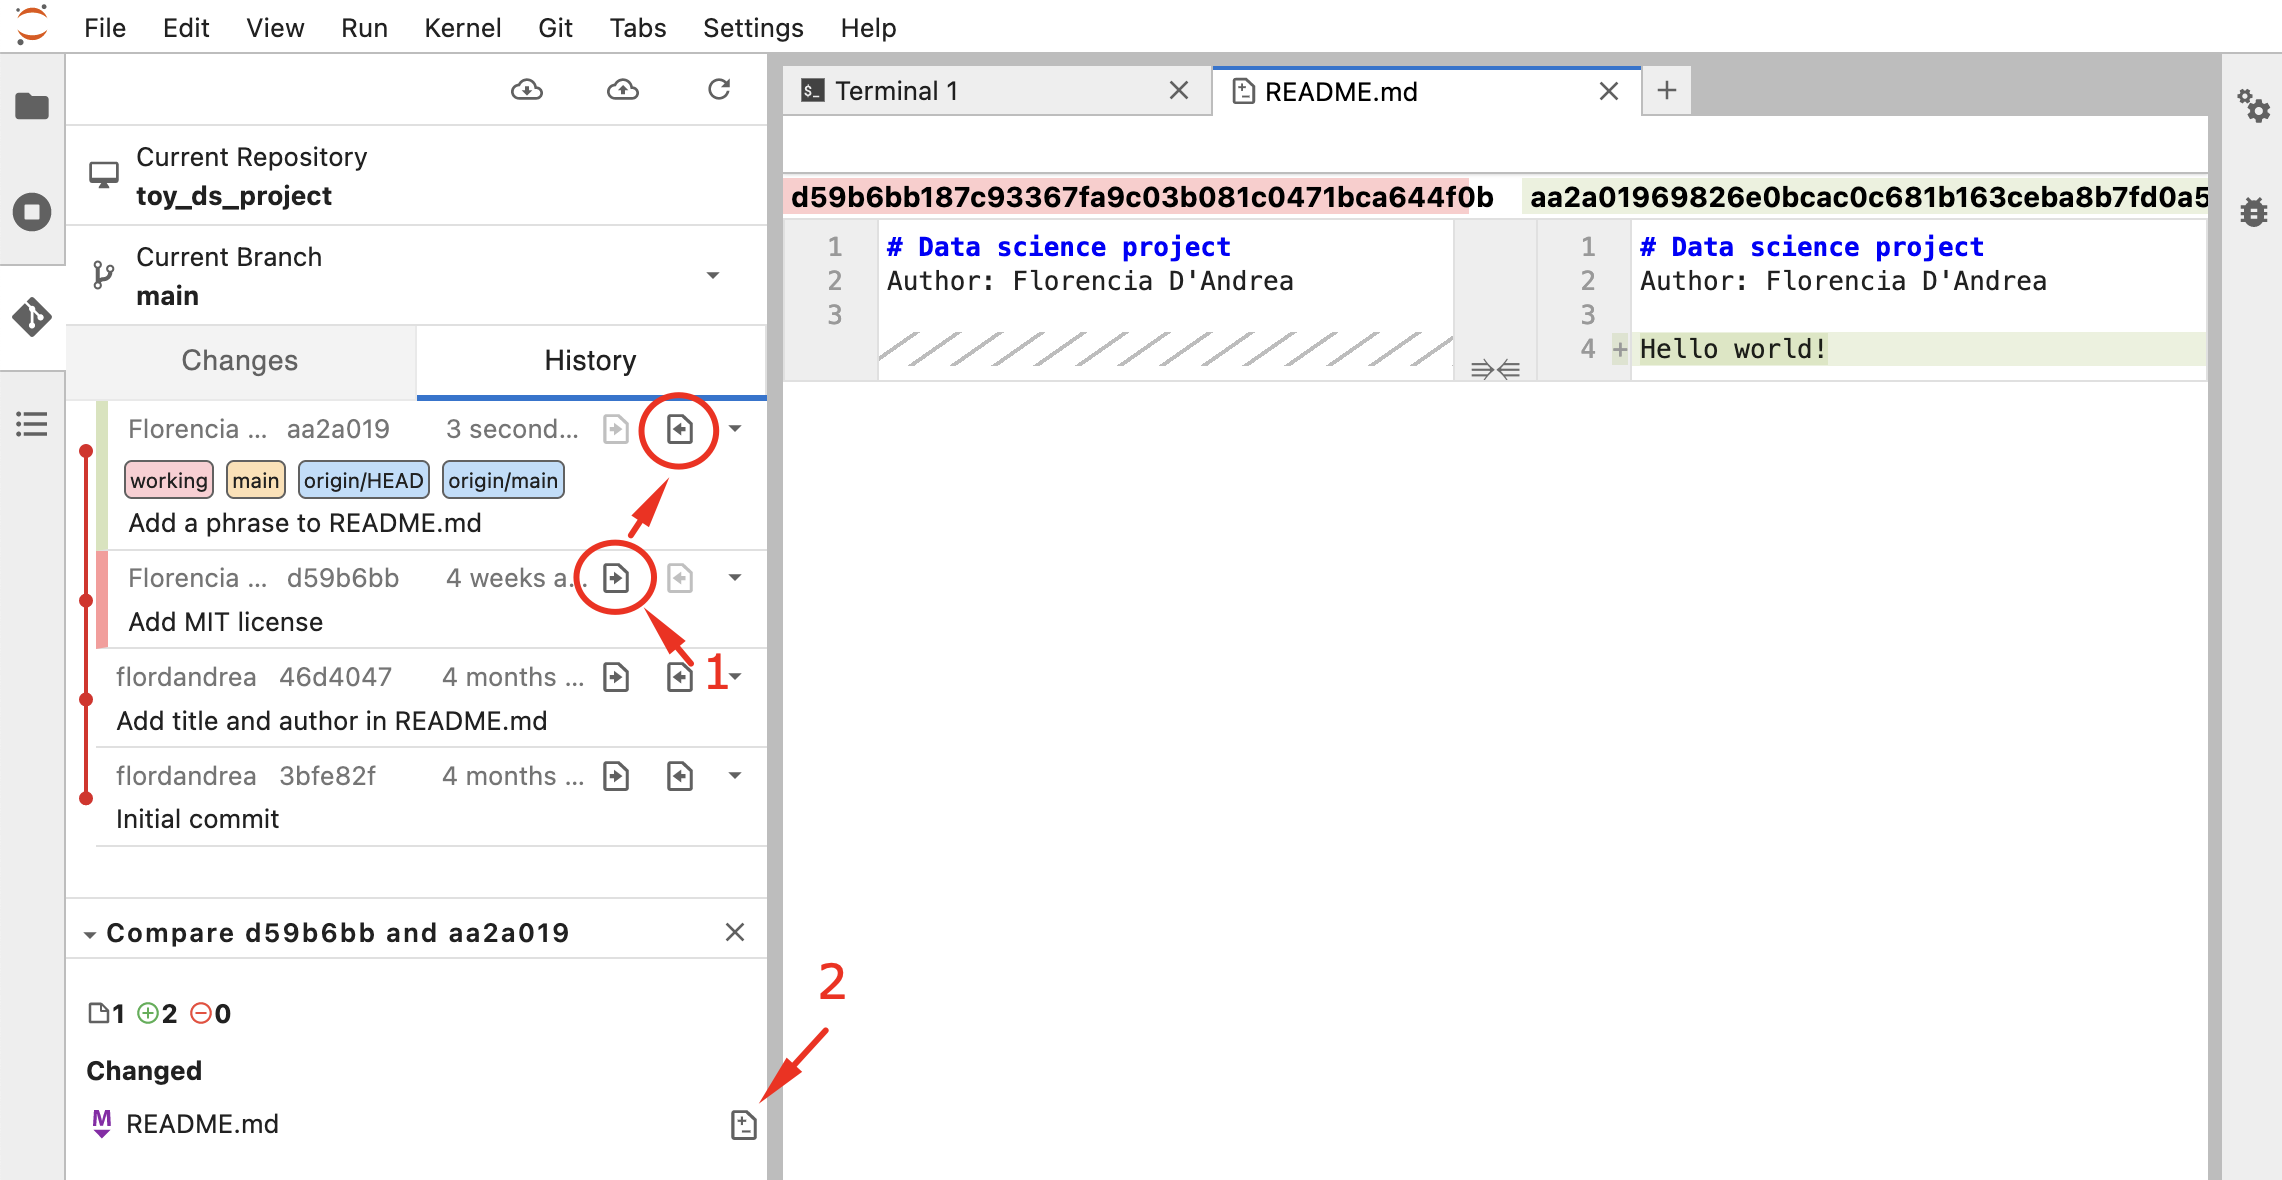 File Edit View Run Kernel Git Tabs Settings Help
Current Repository
toy_ds_project
Current Branch
main
Changes History
Florencia ... aa2a019 3 second...
working main origin/HEAD origin/main
Add a phrase to README.md
Florencia ... d59b6bb 4 weeks a...
Add MIT license
1
flordandrea 46d4047 4 months ...
Add title and author in README.md
flordandrea 3bfe82f 4 months ...
Initial commit
Compare d59b6bb and aa2a019
2
1 2 0
Changed
M README.md
$_ Terminal 1 README.md
d59b6bb187c93367fa9c03b081c0471bca644f0b aa2a01969826e0bcac0c681b163ceba8b7fd0a5
1 # Data science project
2 Author: Florencia D'Andrea
3
1 # Data science project
2 Author: Florencia D'Andrea
3
4 + Hello world!